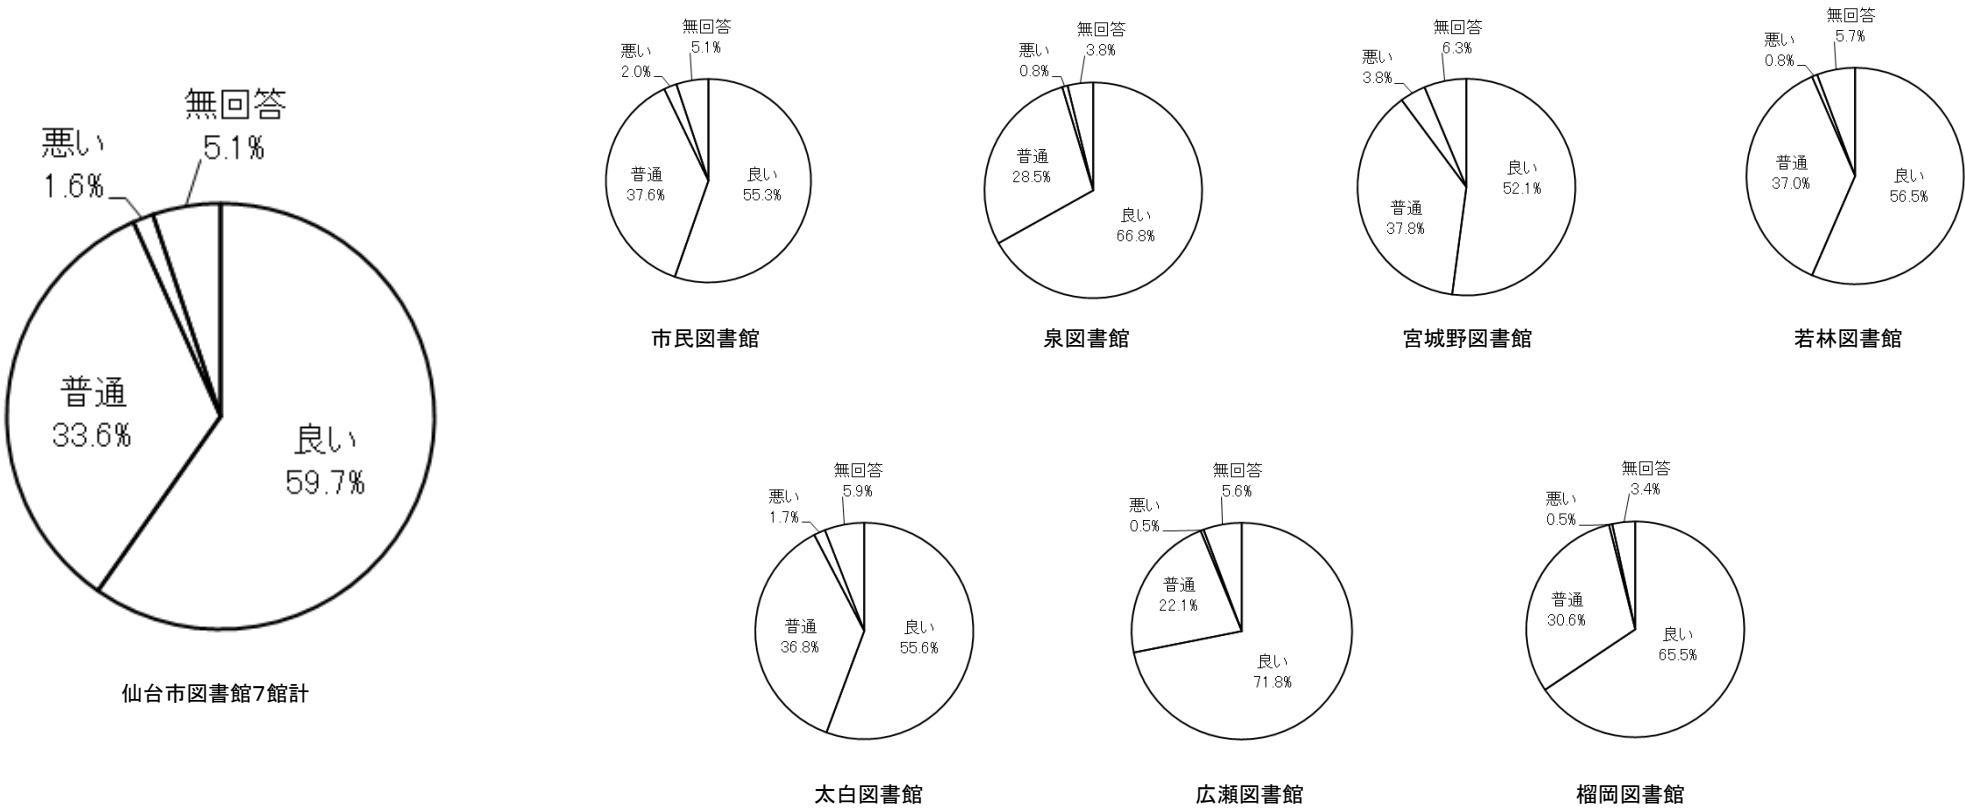 無回答
5.1%
悪い
1.6%
普通
33.6%
良い
59.7%
仙台市図書館7館計
無回答
5.1%
悪い
2.0%
普通
37.6%
良い
55.3%
市民図書館
無回答
3.8%
悪い
0.8%
普通
28.5%
良い
66.8%
泉図書館
無回答
6.3%
悪い
3.8%
普通
37.8%
良い
52.1%
宮城野図書館
無回答
5.7%
悪い
0.8%
普通
37.0%
良い
56.5%
若林図書館
無回答
5.9%
悪い
1.7%
普通
36.8%
良い
55.6%
太白図書館
無回答
5.6%
悪い
0.5%
普通
22.1%
良い
71.8%
広瀬図書館
無回答
3.4%
悪い
0.5%
普通
30.6%
良い
65.5%
榴岡図書館